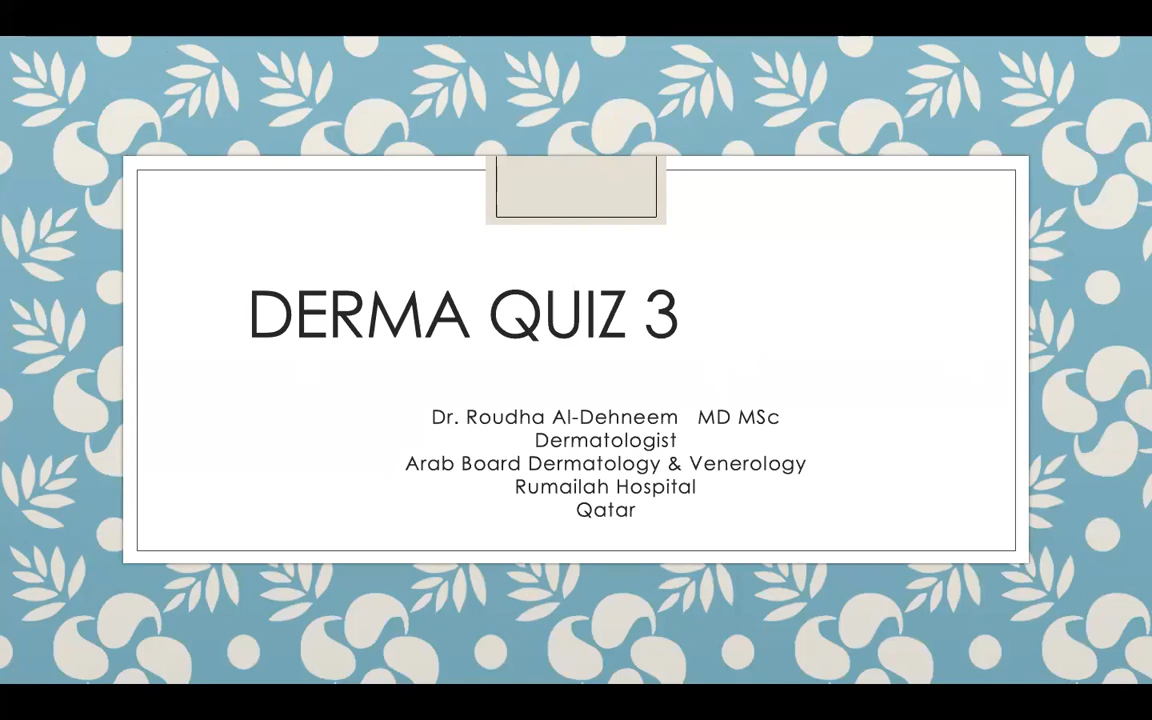 DERMA QUIZ 3
Dr. Roudha Al-Dehneem MD MSc
Dermatologist
Arab Board Dermatology & Venerology
Rumailah Hospital
Qatar